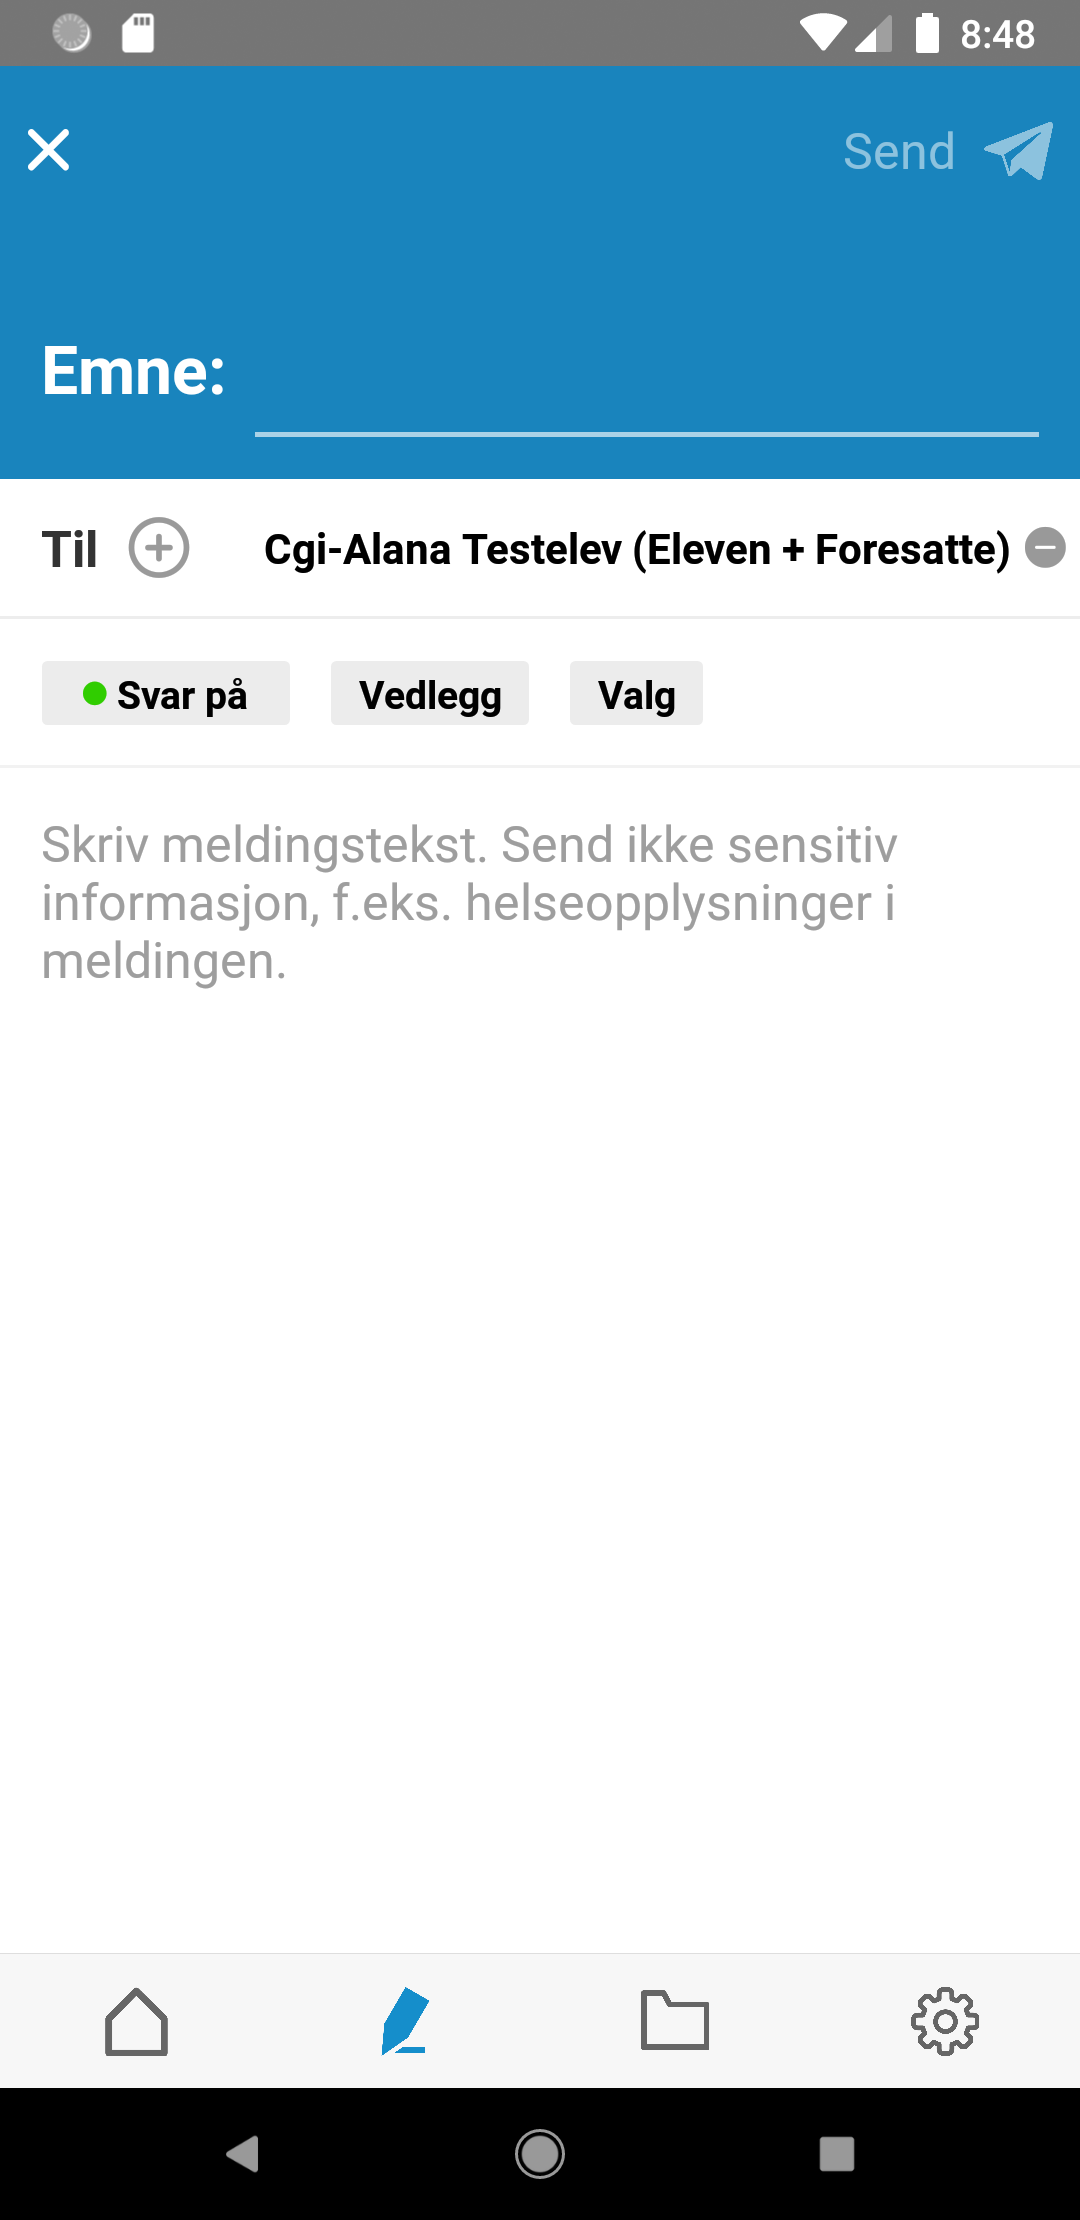 8:48
Send
Emne:
Til
Cgi-Alana Testelev (Eleven + Foresatte)
Svar på
Vedlegg
Valg
Skriv meldingstekst. Send ikke sensitiv
informasjon, f.eks. helseopplysninger i
meldingen.